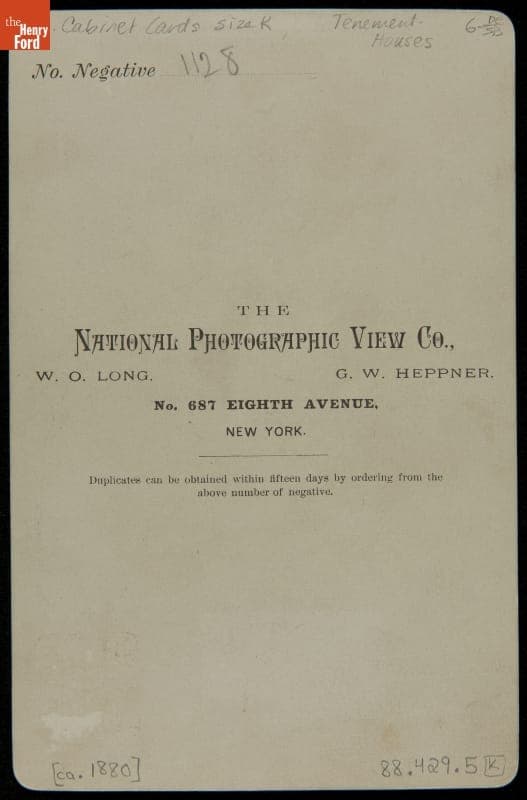 the
Henry
Ford
Cabinet Cards size K
Tenement-
Houses
No. Negative 1128
THE
NATIONAL PHOTOGRAPHIC VIEW CO.,
W. O. LONG. G. W. HEPPNER.
No. 687 EIGHTH AVENUE,
NEW YORK.
Duplicates can be obtained within fifteen days by ordering from the
above number of negative.
[ca. 1880]
88.429.5 K